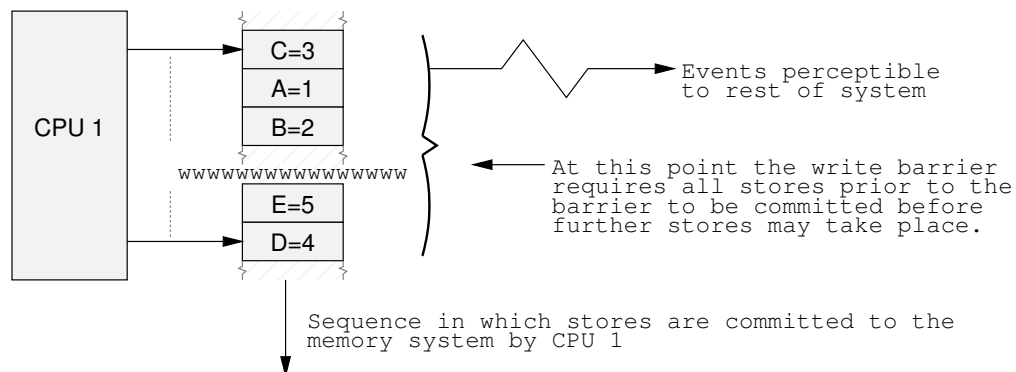 C=3
A=1
B=2
CPU 1
Events perceptible
to rest of system
wwwwwwwwwwwwwwww
At this point the write barrier
requires all stores prior to the
barrier to be committed before
further stores may take place.
E=5
D=4
Sequence in which stores are committed to the
memory system by CPU 1